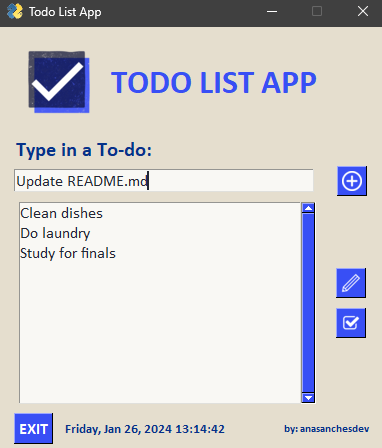 Todo List App
TODO LIST APP
Type in a To-do:
Update README.md
Clean dishes
Do laundry
Study for finals
EXIT
Friday, Jan 26, 2024 13:14:42
by: anasanchesdev